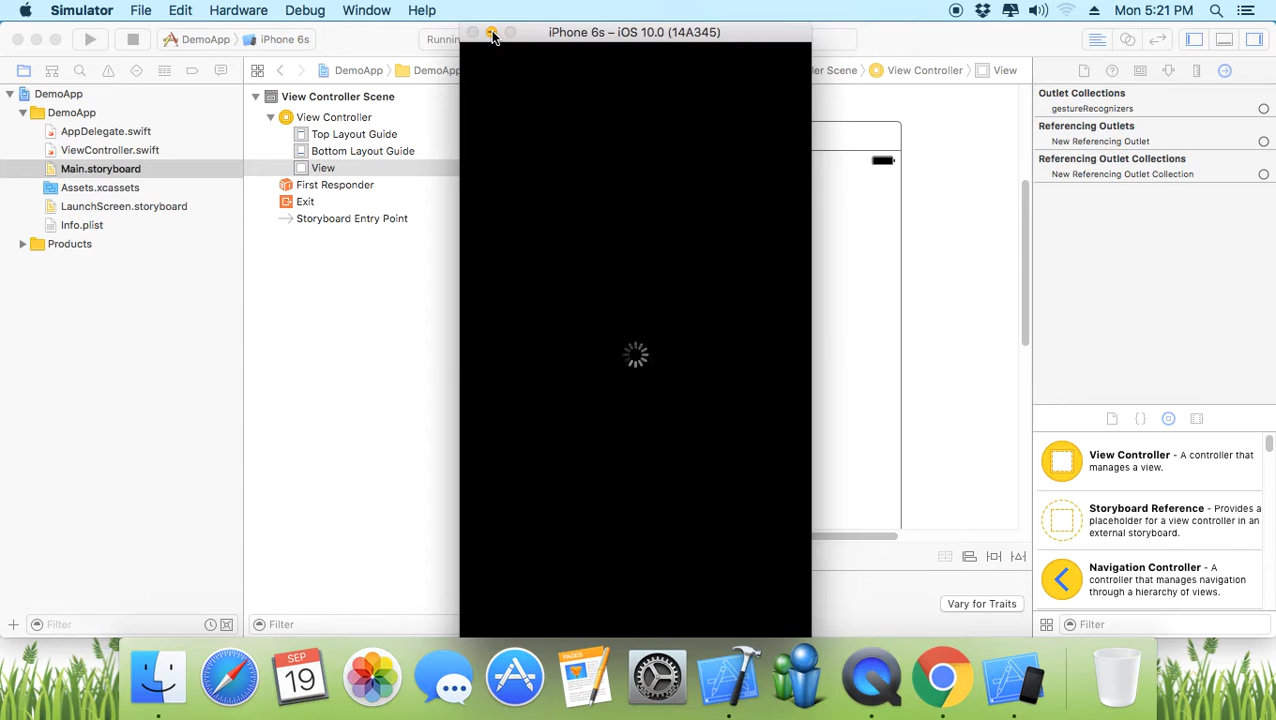 Simulator File Edit Hardware Debug Window Help Mon 5:21 PM
iPhone 6s – iOS 10.0 (14A345)
DemoApp iPhone 6s Running
DemoApp DemoApp er Scene View Controller View
DemoApp
DemoApp
AppDelegate.swift
ViewController.swift
Main.storyboard
Assets.xcassets
LaunchScreen.storyboard
Info.plist
Products
View Controller Scene
View Controller
Top Layout Guide
Bottom Layout Guide
View
First Responder
Exit
Storyboard Entry Point
Outlet Collections
gestureRecognizers
Referencing Outlets
New Referencing Outlet
Referencing Outlet Collections
New Referencing Outlet Collection
View Controller - A controller that
manages a view.
Storyboard Reference - Provides a
placeholder for a view controller in an
external storyboard.
Navigation Controller - A
controller that manages navigation
through a hierarchy of views.
Vary for Traits
Filter
Filter
Filter
SEP
19
PAGES